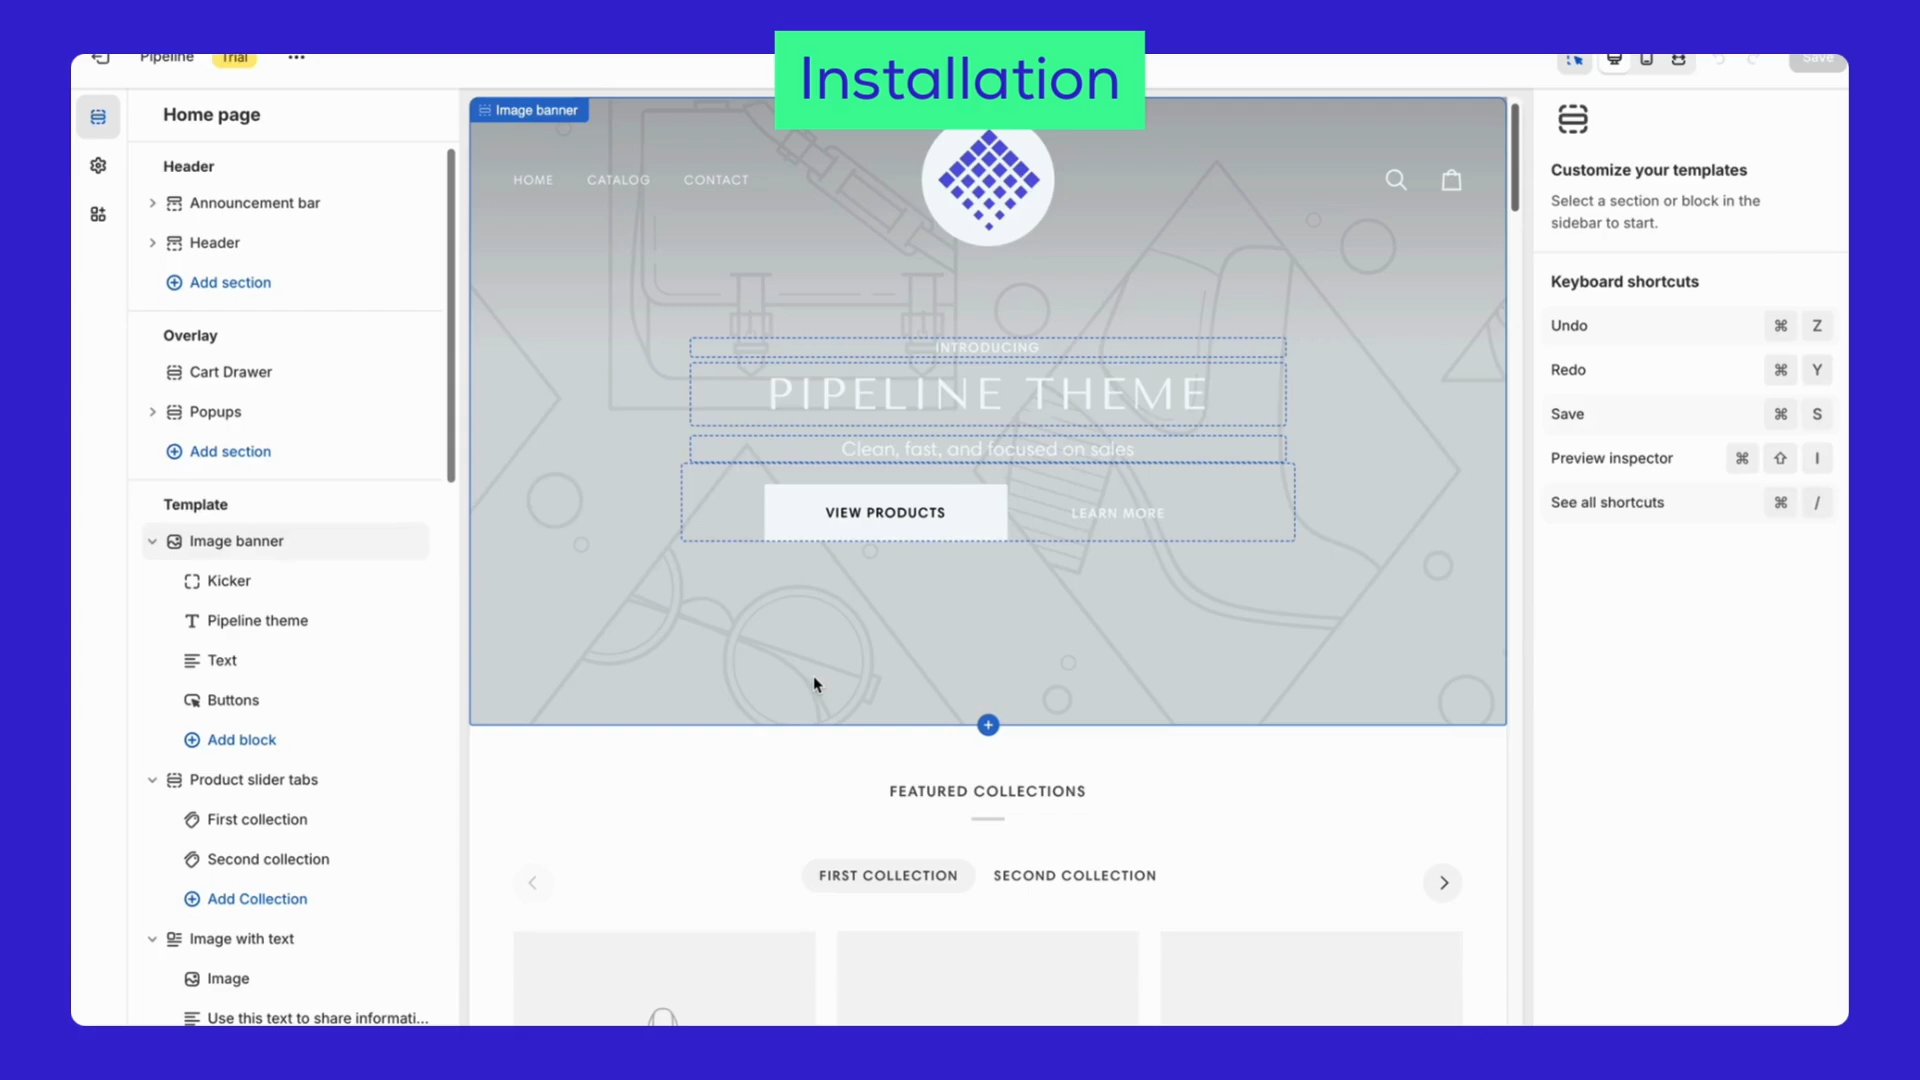 Installation
Pipeline
Trial
Save
Home page
Header
Announcement bar
Header
Add section
Overlay
Cart Drawer
Popups
Add section
Template
Image banner
Kicker
Pipeline theme
Text
Buttons
Add block
Product slider tabs
First collection
Second collection
Add Collection
Image with text
Image
Use this text to share informati...
Image banner
HOME CATALOG CONTACT
INTRODUCING
PIPELINE THEME
Clean, fast, and focused on sales
VIEW PRODUCTS LEARN MORE
FEATURED COLLECTIONS
FIRST COLLECTION SECOND COLLECTION
Customize your templates
Select a section or block in the
sidebar to start.
Keyboard shortcuts
Undo ⌘ Z
Redo ⌘ Y
Save ⌘ S
Preview inspector ⌘ ⇧ I
See all shortcuts ⌘ /